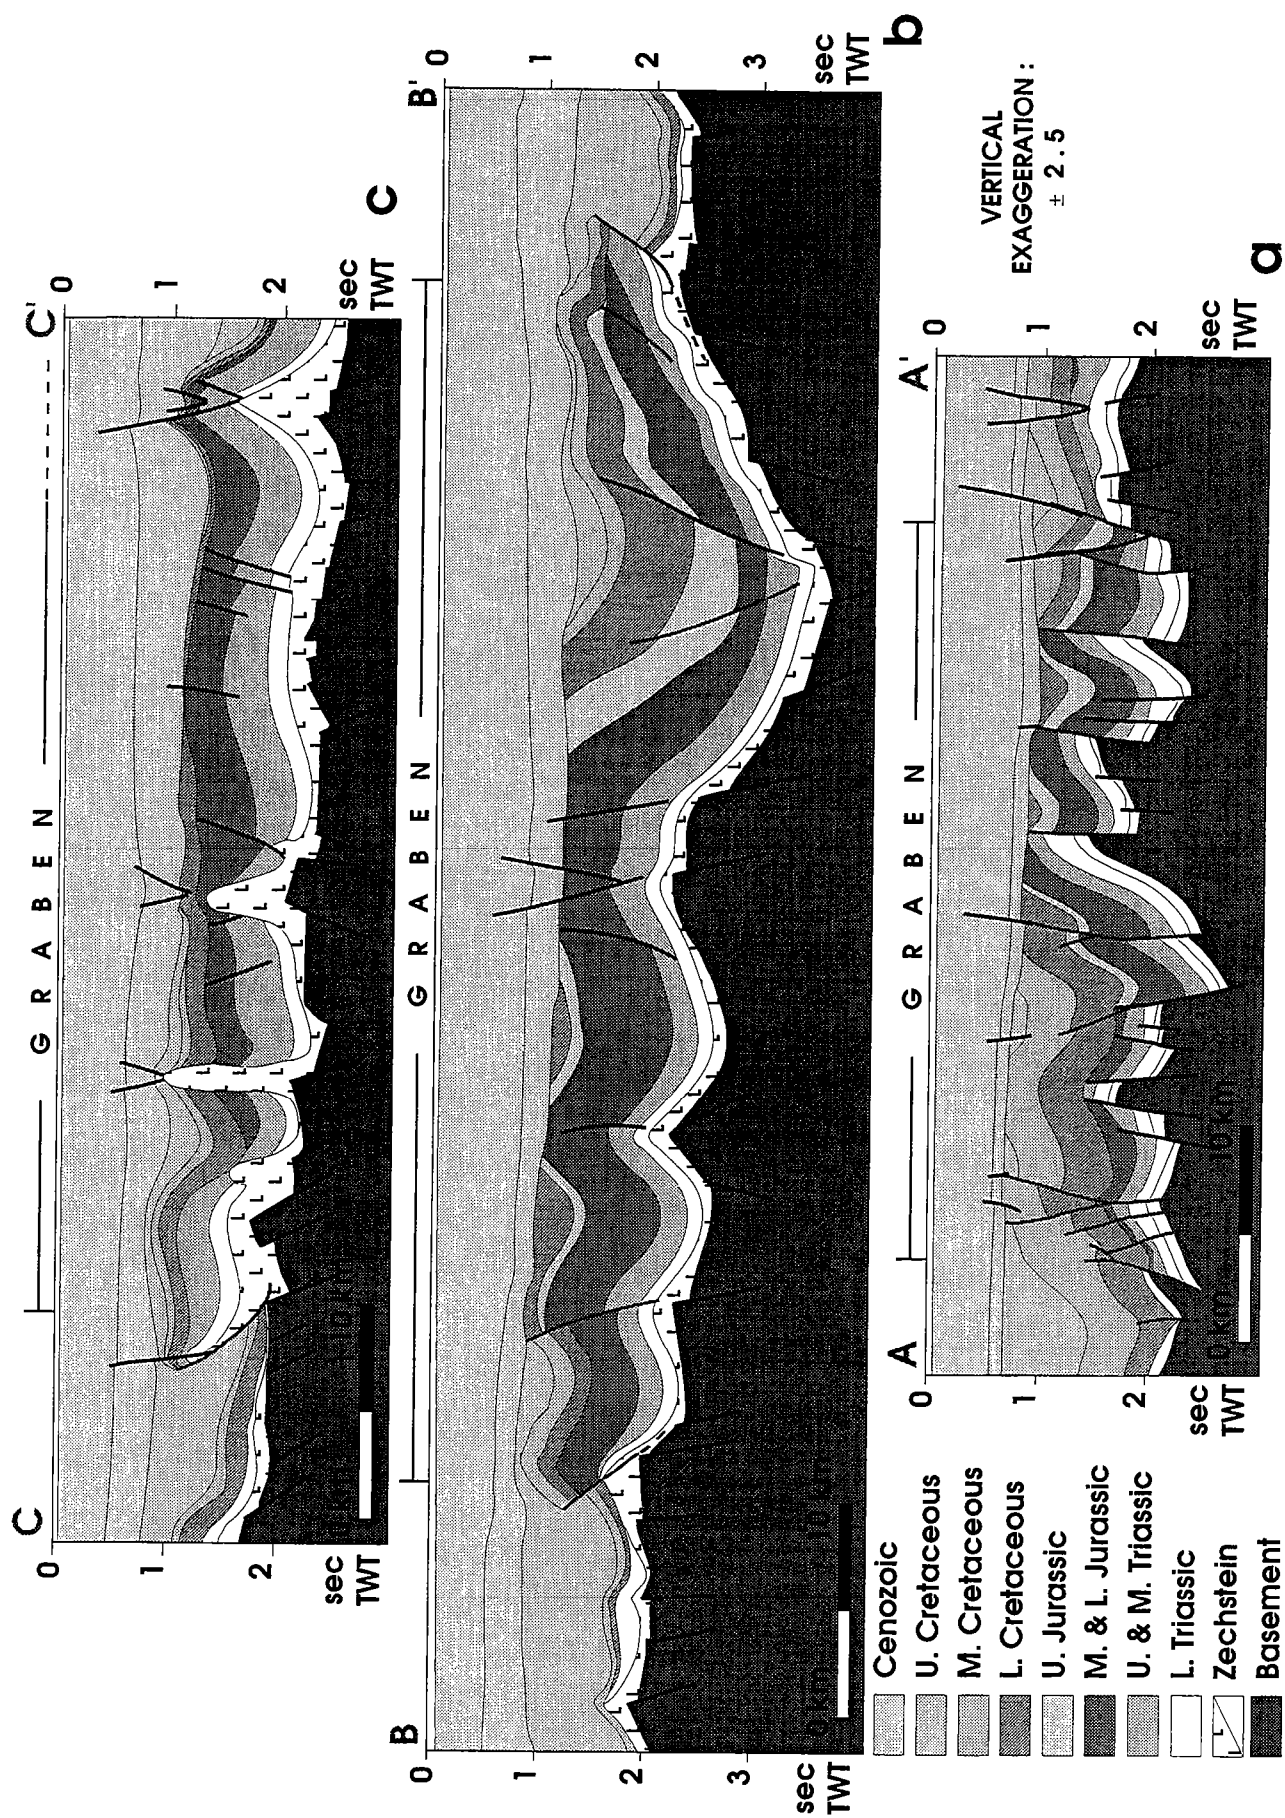 C
C'
GRABEN
0
1
2
sec
TWT
0
1
2
sec
TWT
0 km 10 km
c
B
B'
GRABEN
0
1
2
3
sec
TWT
0
1
2
3
sec
TWT
0 km 10 km
b
A
A'
GRABEN
0
1
2
sec
TWT
0
1
2
sec
TWT
0 km 10 km
a
VERTICAL
EXAGGERATION :
± 2.5
Cenozoic
U. Cretaceous
M. Cretaceous
L. Cretaceous
U. Jurassic
M. & L. Jurassic
U. & M. Triassic
L. Triassic
Zechstein
Basement